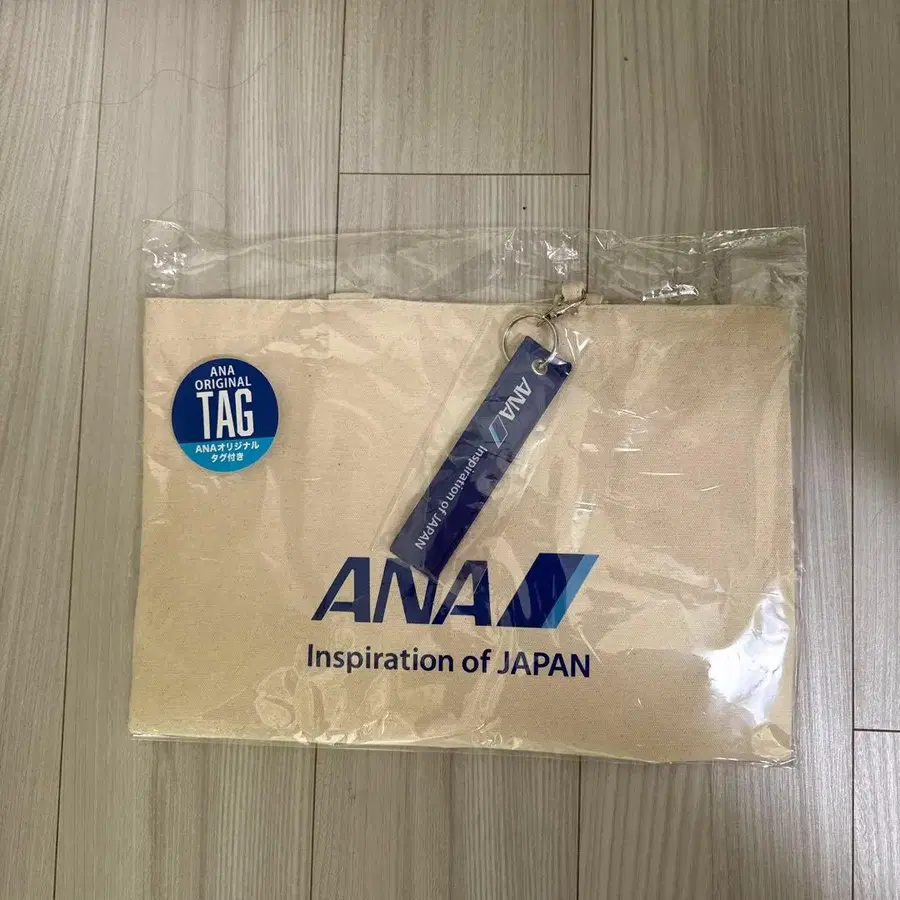 ANA
ORIGINAL
TAG
ANAオリジナル
タグ付き
ANA
Inspiration of JAPAN
ANA
Inspiration of JAPAN